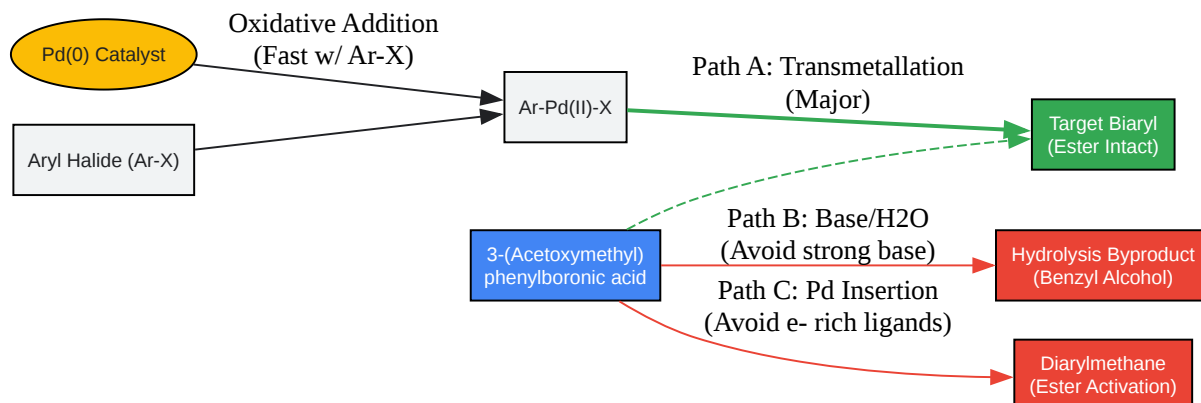 Pd(0) Catalyst
Oxidative Addition
(Fast w/ Ar-X)
Aryl Halide (Ar-X)
Ar-Pd(II)-X
Path A: Transmetallation
(Major)
Target Biaryl
(Ester Intact)
3-(Acetoxymethyl)
phenylboronic acid
Path B: Base/H2O
(Avoid strong base)
Hydrolysis Byproduct
(Benzyl Alcohol)
Path C: Pd Insertion
(Avoid e- rich ligands)
Diarylmethane
(Ester Activation)